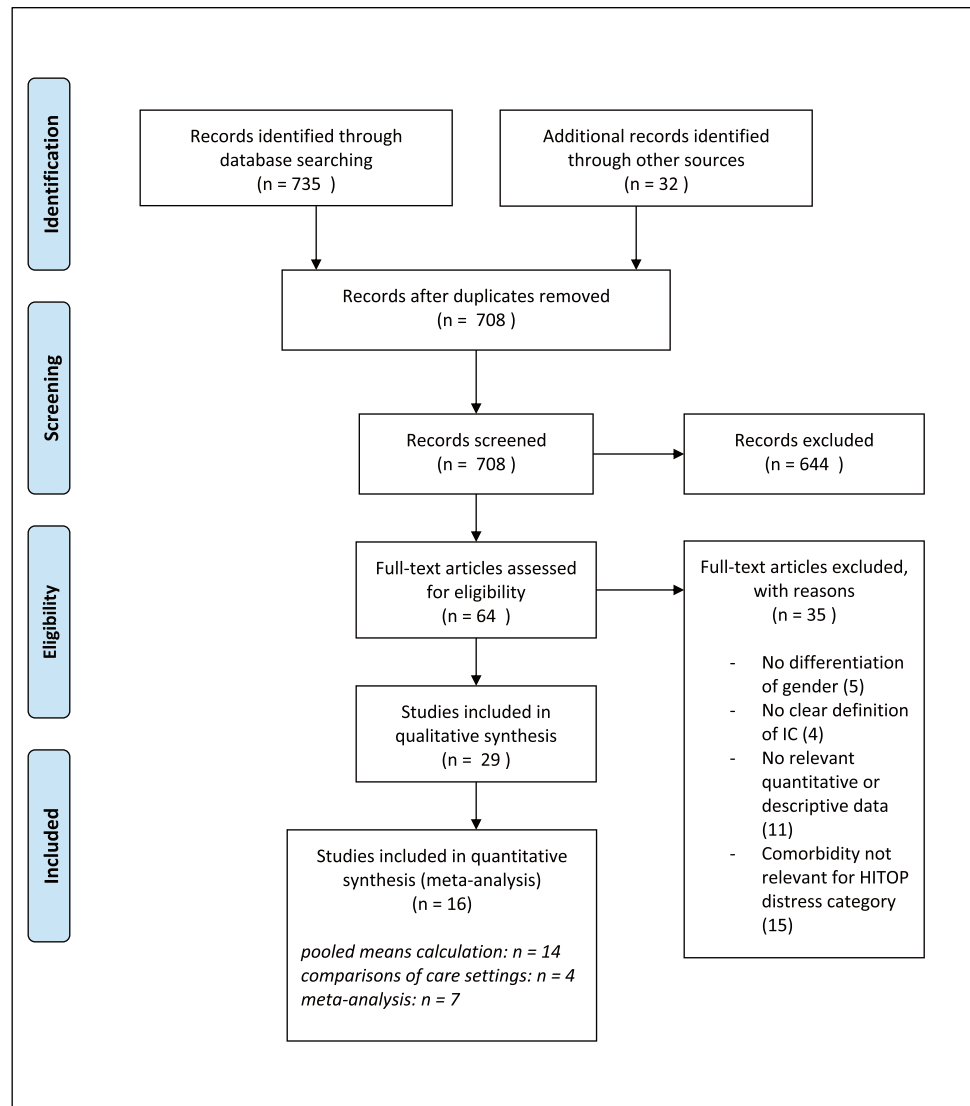 Identification
Records identified through
database searching
(n = 735  )
Additional records identified
through other sources
(n = 32 )
Records after duplicates removed
(n =  708 )
Screening
Records screened
(n = 708 )
Records excluded
(n = 644  )
Eligibility
Full-text articles assessed
for eligibility
(n = 64  )
Full-text articles excluded,
with reasons
(n = 35 )
-   No differentiation
of gender (5)
-   No clear definition
of IC (4)
-   No relevant
quantitative or
descriptive data
(11)
-   Comorbidity not
relevant for HITOP
distress category
(15)
Studies included in
qualitative synthesis
(n =  29 )
Included
Studies included in quantitative
synthesis (meta-analysis)
(n = 16)
pooled means calculation: n = 14
comparisons of care settings: n = 4
meta-analysis: n = 7